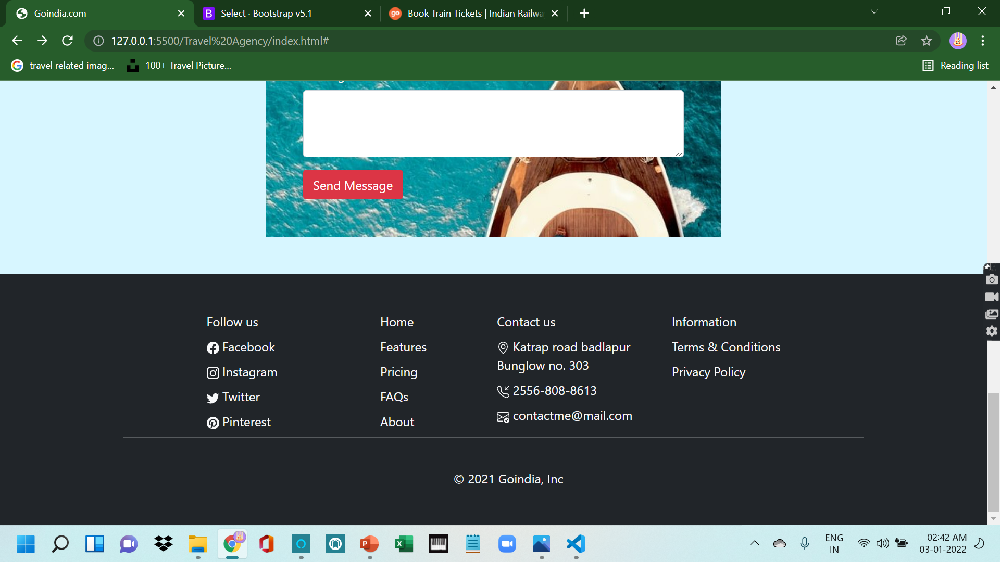 Goindia.com
Select · Bootstrap v5.1
go
Book Train Tickets | Indian Railwa
127.0.0.1:5500/Travel%20Agency/index.html#
travel related imag...
100+ Travel Picture...
Reading list
Send Message
Follow us
Facebook
Instagram
Twitter
Pinterest
Home
Features
Pricing
FAQs
About
Contact us
Katrap road badlapur
Bunglow no. 303
2556-808-8613
contactme@mail.com
Information
Terms & Conditions
Privacy Policy
© 2021 Goindia, Inc
ENG
IN
02:42 AM
03-01-2022